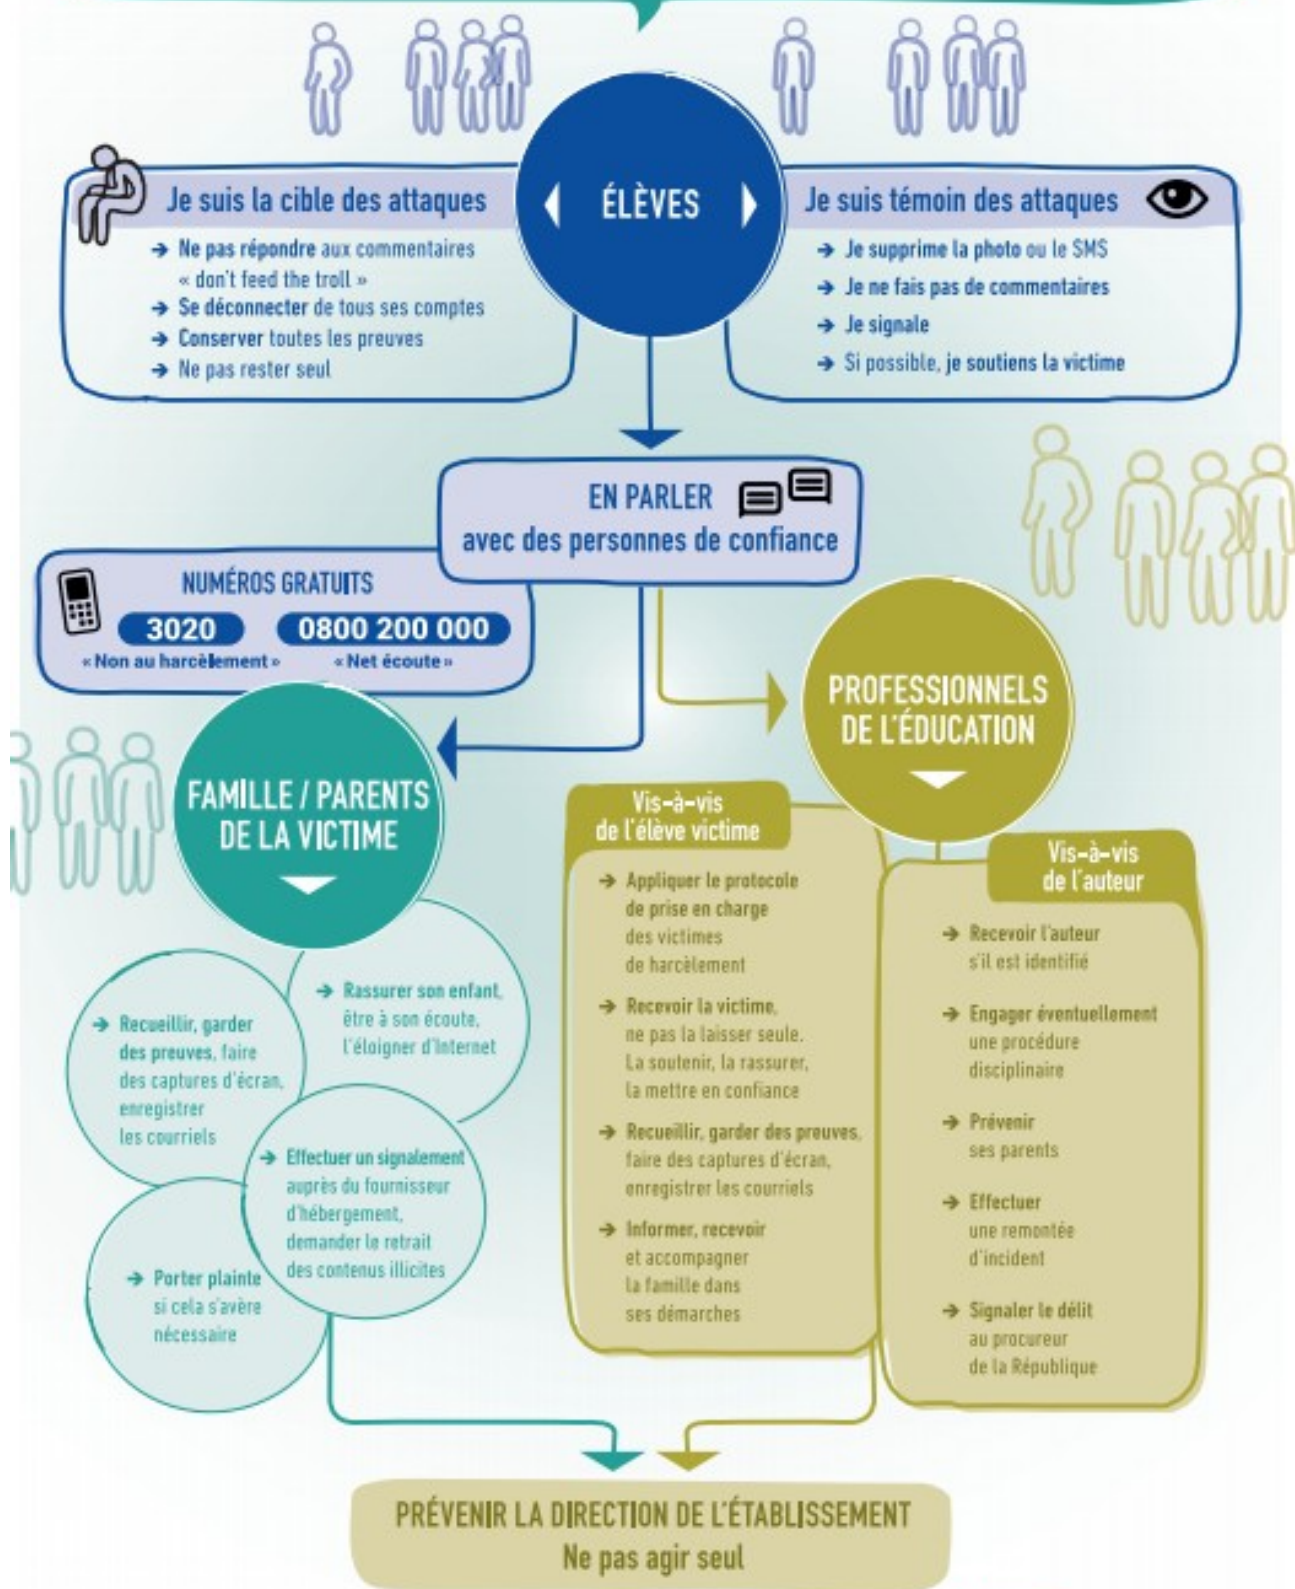 ÉLÈVES
Je suis la cible des attaques
→ Ne pas répondre aux commentaires
« don't feed the troll »
→ Se déconnecter de tous ses comptes
→ Conserver toutes les preuves
→ Ne pas rester seul
Je suis témoin des attaques
→ Je supprime la photo ou le SMS
→ Je ne fais pas de commentaires
→ Je signale
→ Si possible, je soutiens la victime
EN PARLER
avec des personnes de confiance
NUMÉROS GRATUITS
3020
« Non au harcèlement »
0800 200 000
« Net écoute »
FAMILLE / PARENTS
DE LA VICTIME
→ Rassurer son enfant,
être à son écoute,
l'éloigner d'Internet
→ Recueillir, garder
des preuves, faire
des captures d'écran,
enregistrer
les courriels
→ Effectuer un signalement
auprès du fournisseur
d'hébergement,
demander le retrait
des contenus illicites
→ Porter plainte
si cela s'avère
nécessaire
PROFESSIONNELS
DE L'ÉDUCATION
Vis-à-vis
de l'élève victime
→ Appliquer le protocole
de prise en charge
des victimes
de harcèlement
→ Recevoir la victime,
ne pas la laisser seule.
La soutenir, la rassurer,
la mettre en confiance
→ Recueillir, garder des preuves,
faire des captures d'écran,
enregistrer les courriels
→ Informer, recevoir
et accompagner
la famille dans
ses démarches
Vis-à-vis
de l'auteur
→ Recevoir l'auteur
s'il est identifié
→ Engager éventuellement
une procédure
disciplinaire
→ Prévenir
ses parents
→ Effectuer
une remontée
d'incident
→ Signaler le délit
au procureur
de la République
PRÉVENIR LA DIRECTION DE L'ÉTABLISSEMENT
Ne pas agir seul